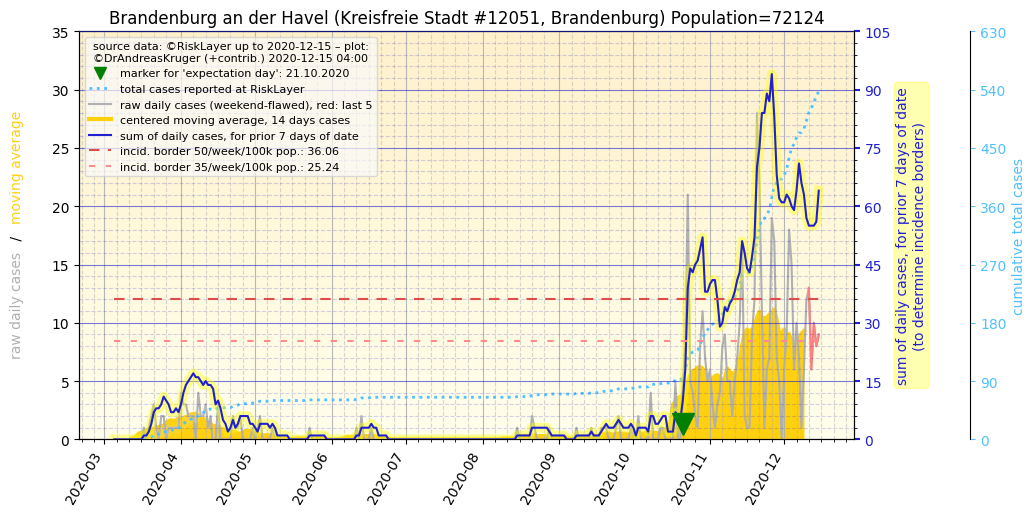 Brandenburg an der Havel (Kreisfreie Stadt #12051, Brandenburg) Population=72124
source data: ©RiskLayer up to 2020-12-15 – plot:
©DrAndreasKruger (+contrib.) 2020-12-15 04:00
marker for 'expectation day': 21.10.2020
total cases reported at RiskLayer
raw daily cases (weekend-flawed), red: last 5
centered moving average, 14 days cases
sum of daily cases, for prior 7 days of date
incid. border 50/week/100k pop.: 36.06
incid. border 35/week/100k pop.: 25.24
raw daily cases / moving average
35
30
25
20
15
10
5
0
105
90
75
60
45
30
15
0
sum of daily cases, for prior 7 days of date
(to determine incidence borders)
630
540
450
360
270
180
90
0
cumulative total cases
2020-03
2020-04
2020-05
2020-06
2020-07
2020-08
2020-09
2020-10
2020-11
2020-12